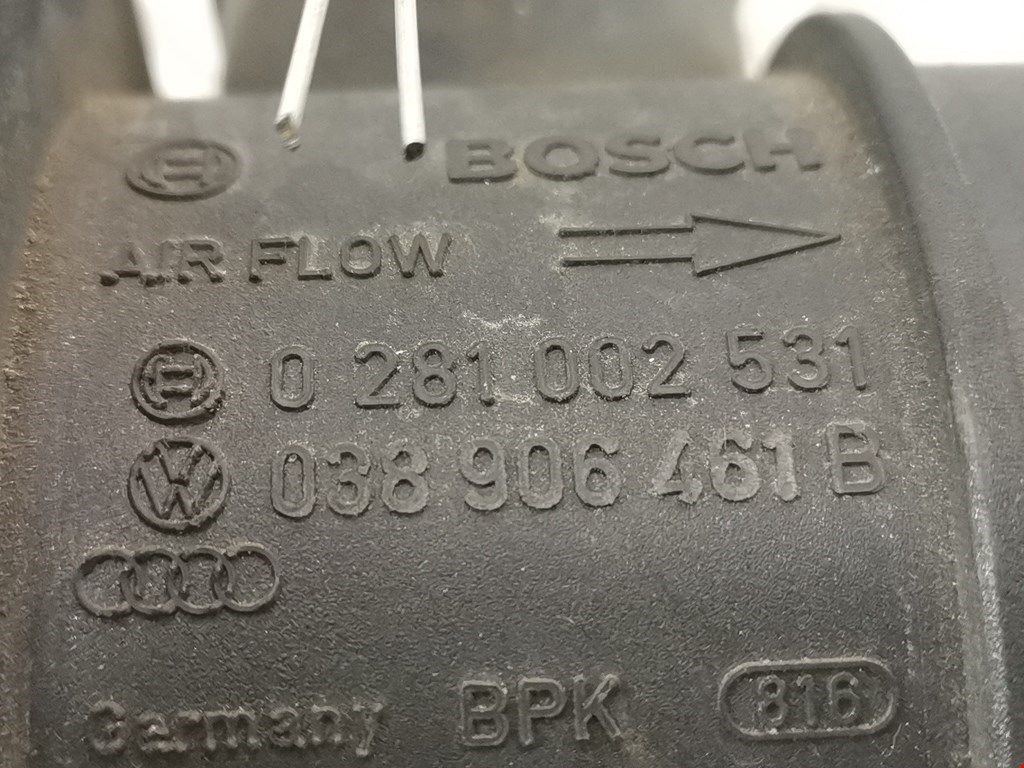 BOSCH
AIR FLOW
0 281 002 531
038 906 461 B
Germany BPK 816